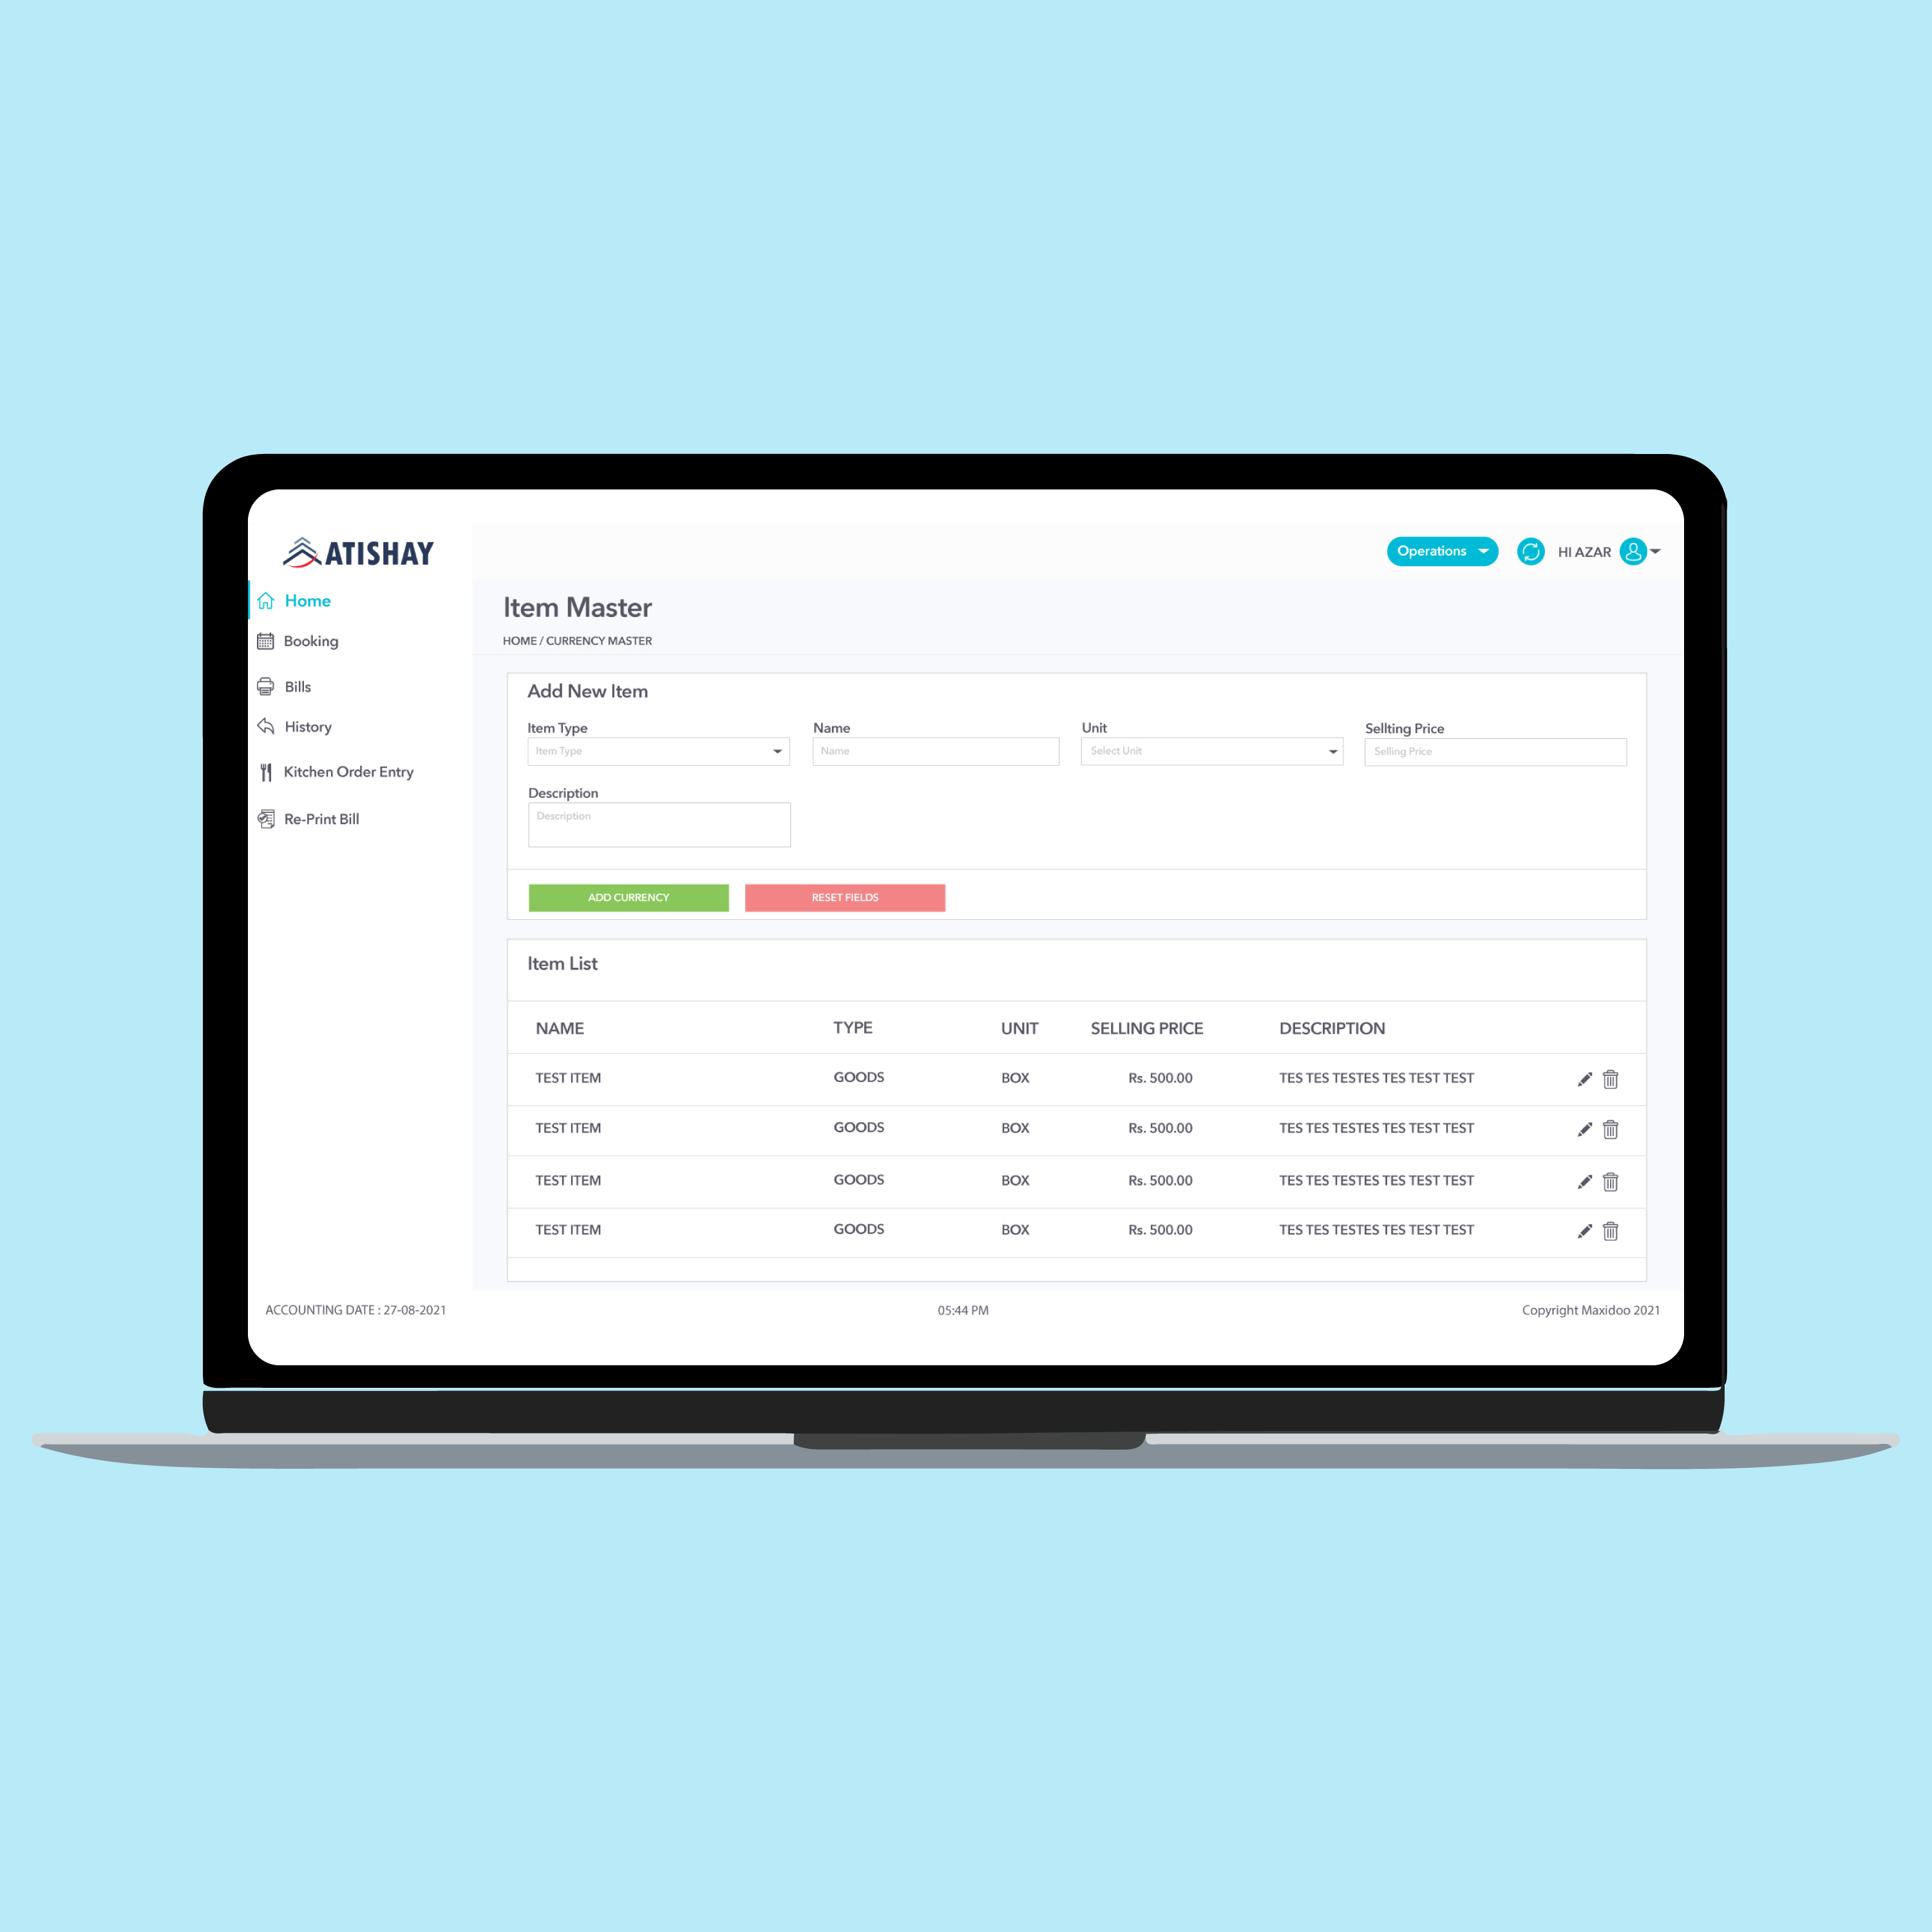 ATISHAY
Operations
HI AZAR
Home
Booking
Bills
History
Kitchen Order Entry
Re-Print Bill
Item Master
HOME / CURRENCY MASTER
Add New Item
Item Type Name Unit Sellting Price
Item Type Name Select Unit Selling Price
Description
Description
ADD CURRENCY RESET FIELDS
Item List
NAME TYPE UNIT SELLING PRICE DESCRIPTION
TEST ITEM GOODS BOX Rs. 500.00 TES TES TESTES TES TEST TEST
TEST ITEM GOODS BOX Rs. 500.00 TES TES TESTES TES TEST TEST
TEST ITEM GOODS BOX Rs. 500.00 TES TES TESTES TES TEST TEST
TEST ITEM GOODS BOX Rs. 500.00 TES TES TESTES TES TEST TEST
ACCOUNTING DATE : 27-08-2021 05:44 PM Copyright Maxidoo 2021